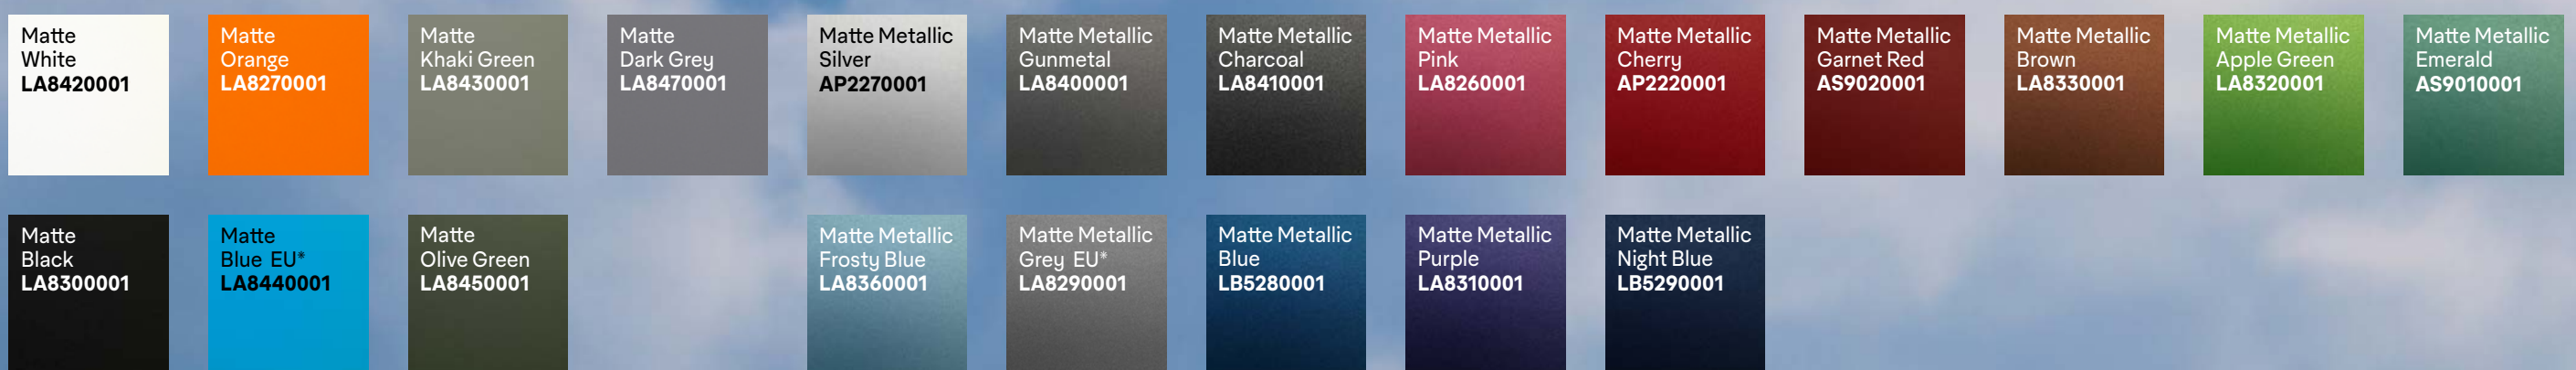 Matte
White
LA8420001
Matte
Orange
LA8270001
Matte
Khaki Green
LA8430001
Matte
Dark Grey
LA8470001
Matte Metallic
Silver
AP2270001
Matte Metallic
Gunmetal
LA8400001
Matte Metallic
Charcoal
LA8410001
Matte Metallic
Pink
LA8260001
Matte Metallic
Cherry
AP2220001
Matte Metallic
Garnet Red
AS9020001
Matte Metallic
Brown
LA8330001
Matte Metallic
Apple Green
LA8320001
Matte Metallic
Emerald
AS9010001
Matte
Black
LA8300001
Matte
Blue EU*
LA8440001
Matte
Olive Green
LA8450001
Matte Metallic
Frosty Blue
LA8360001
Matte Metallic
Grey EU*
LA8290001
Matte Metallic
Blue
LB5280001
Matte Metallic
Purple
LA8310001
Matte Metallic
Night Blue
LB5290001